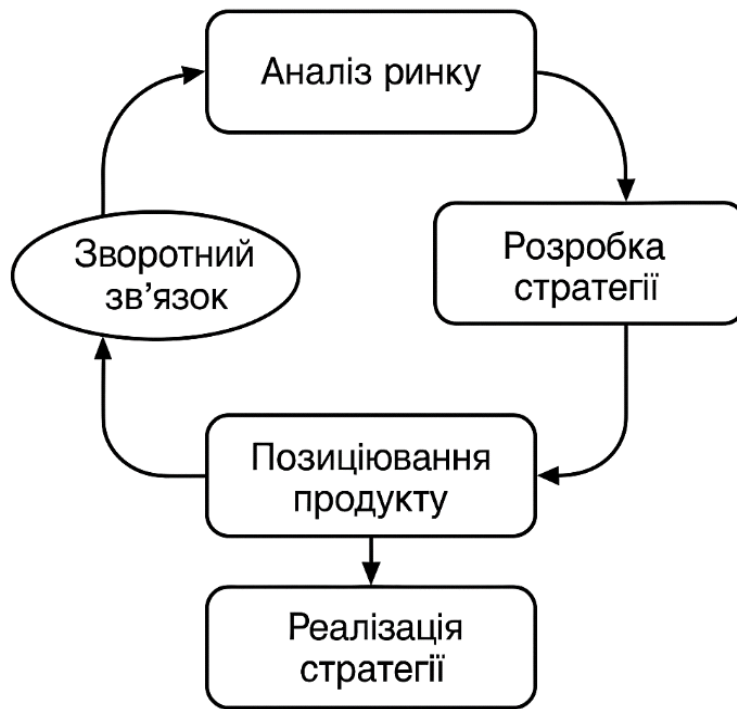 Аналіз ринку
Розробка
стратегії
Позиціювання
продукту
Реалізація
стратегії
Зворотний
зв’язок